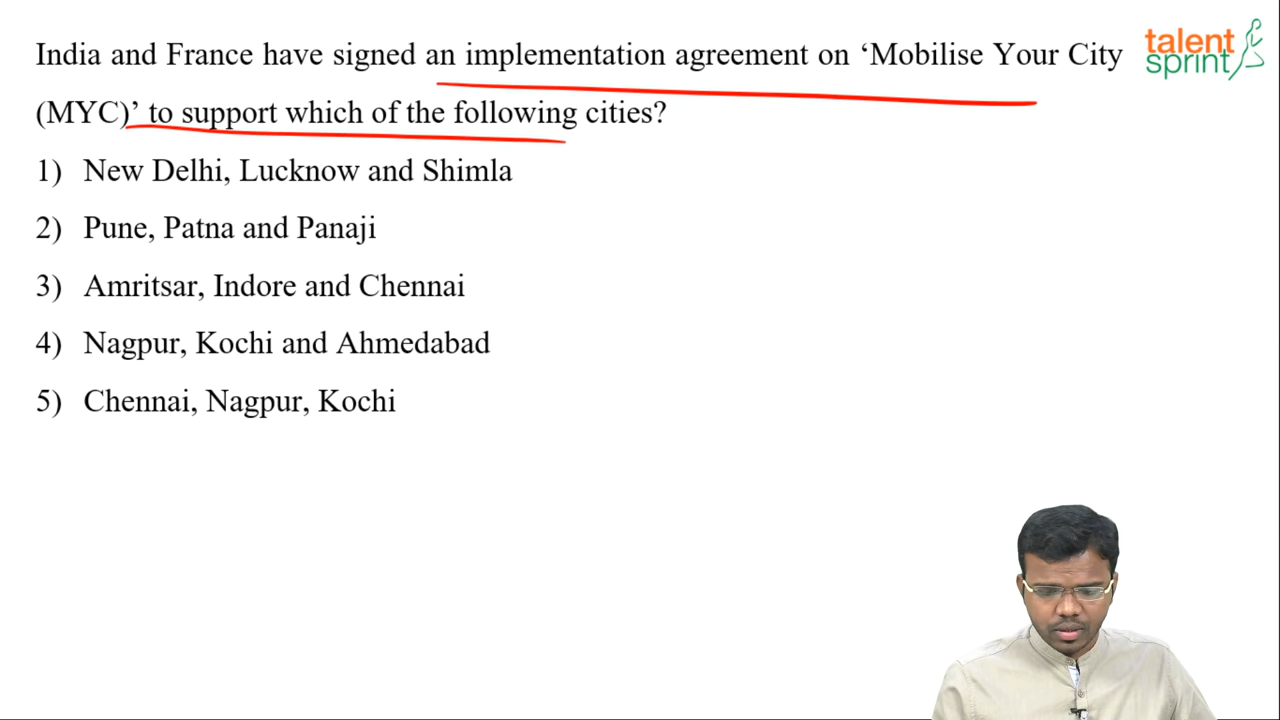 India and France have signed an implementation agreement on ‘Mobilise Your City
(MYC)’ to support which of the following cities?
1) New Delhi, Lucknow and Shimla
2) Pune, Patna and Panaji
3) Amritsar, Indore and Chennai
4) Nagpur, Kochi and Ahmedabad
5) Chennai, Nagpur, Kochi
talent
sprint